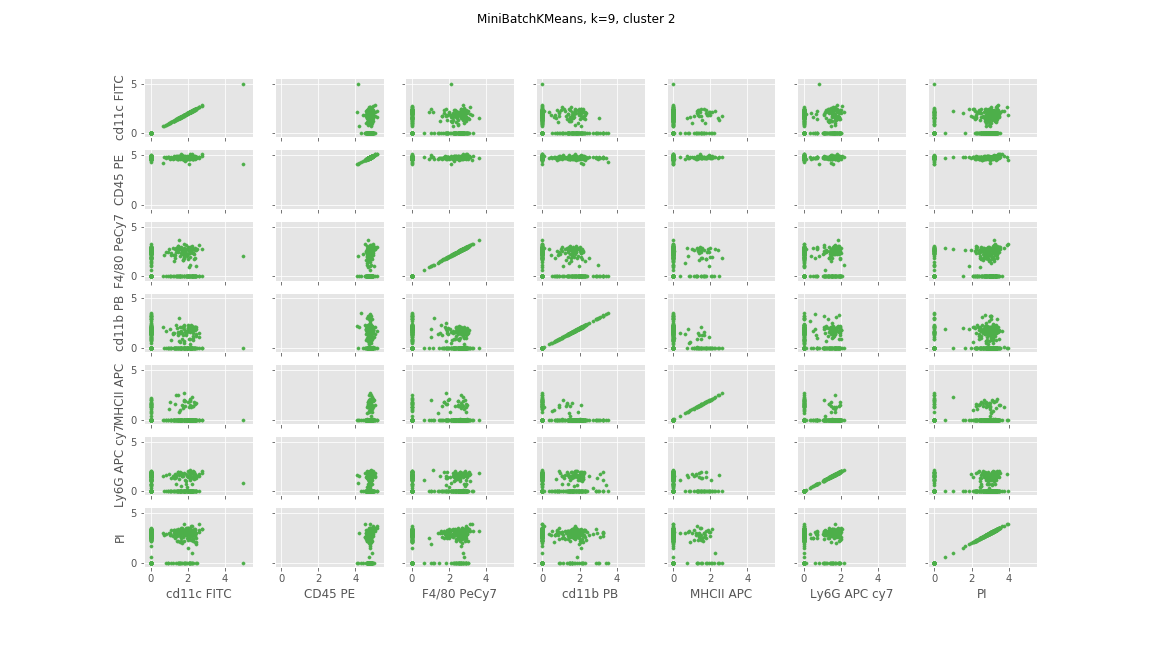 MiniBatchKMeans, k=9, cluster 2
5
0
cd11c FITC
5
0
CD45 PE
5
0
F4/80 PeCy7
5
0
cd11b PB
5
0
MHCII APC
5
0
Ly6G APC cy7
5
0
PI
0 2 4 0 2 4 0 2 4 0 2 4 0 2 4 0 2 4 0 2 4
cd11c FITC CD45 PE F4/80 PeCy7 cd11b PB MHCII APC Ly6G APC cy7 PI